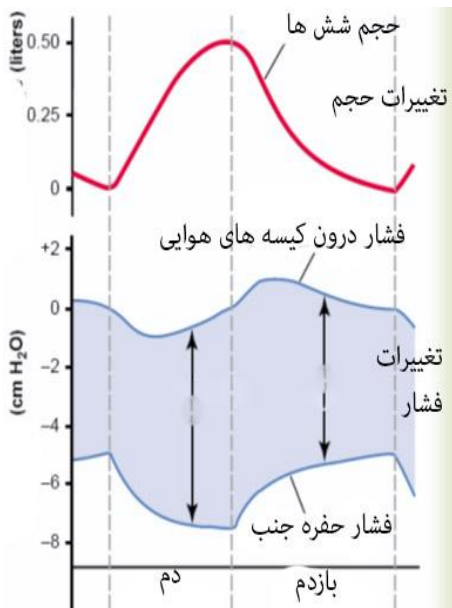 (liters)
0.50
0.25
0
حجم شش ها
تغییرات حجم
فشار درون کیسه های هوایی
(cm H₂O)
+2
0
−2
−4
−6
−8
تغییرات
فشار
فشار حفره جنب
دم
بازدم